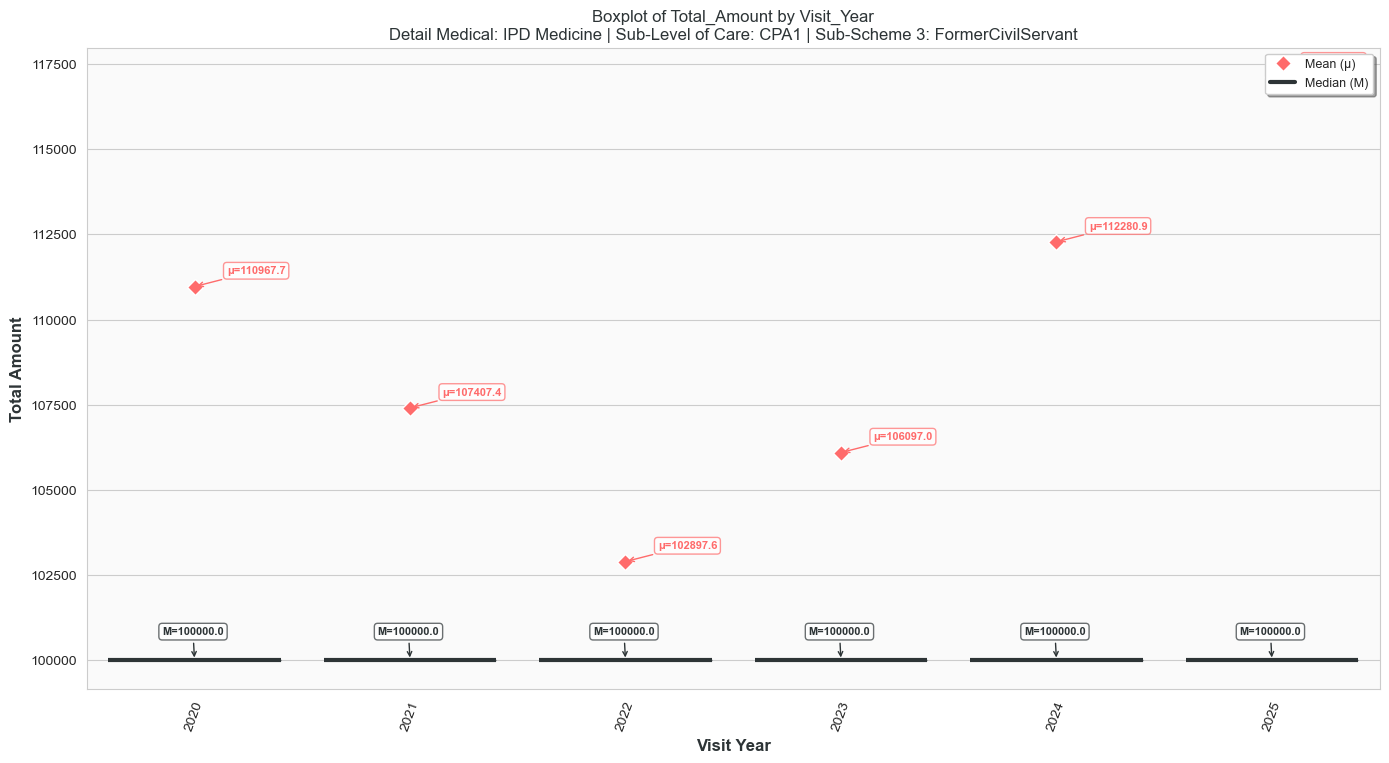 Boxplot of Total_Amount by Visit_Year
Detail Medical: IPD Medicine | Sub-Level of Care: CPA1 | Sub-Scheme 3: FormerCivilServant
Mean (μ)
Median (M)
117500
115000
112500
110000
107500
105000
102500
100000
Total Amount
μ=110967.7
μ=107407.4
μ=102897.6
μ=106097.0
μ=112280.9
M=100000.0
M=100000.0
M=100000.0
M=100000.0
M=100000.0
M=100000.0
2020
2021
2022
2023
2024
2025
Visit Year